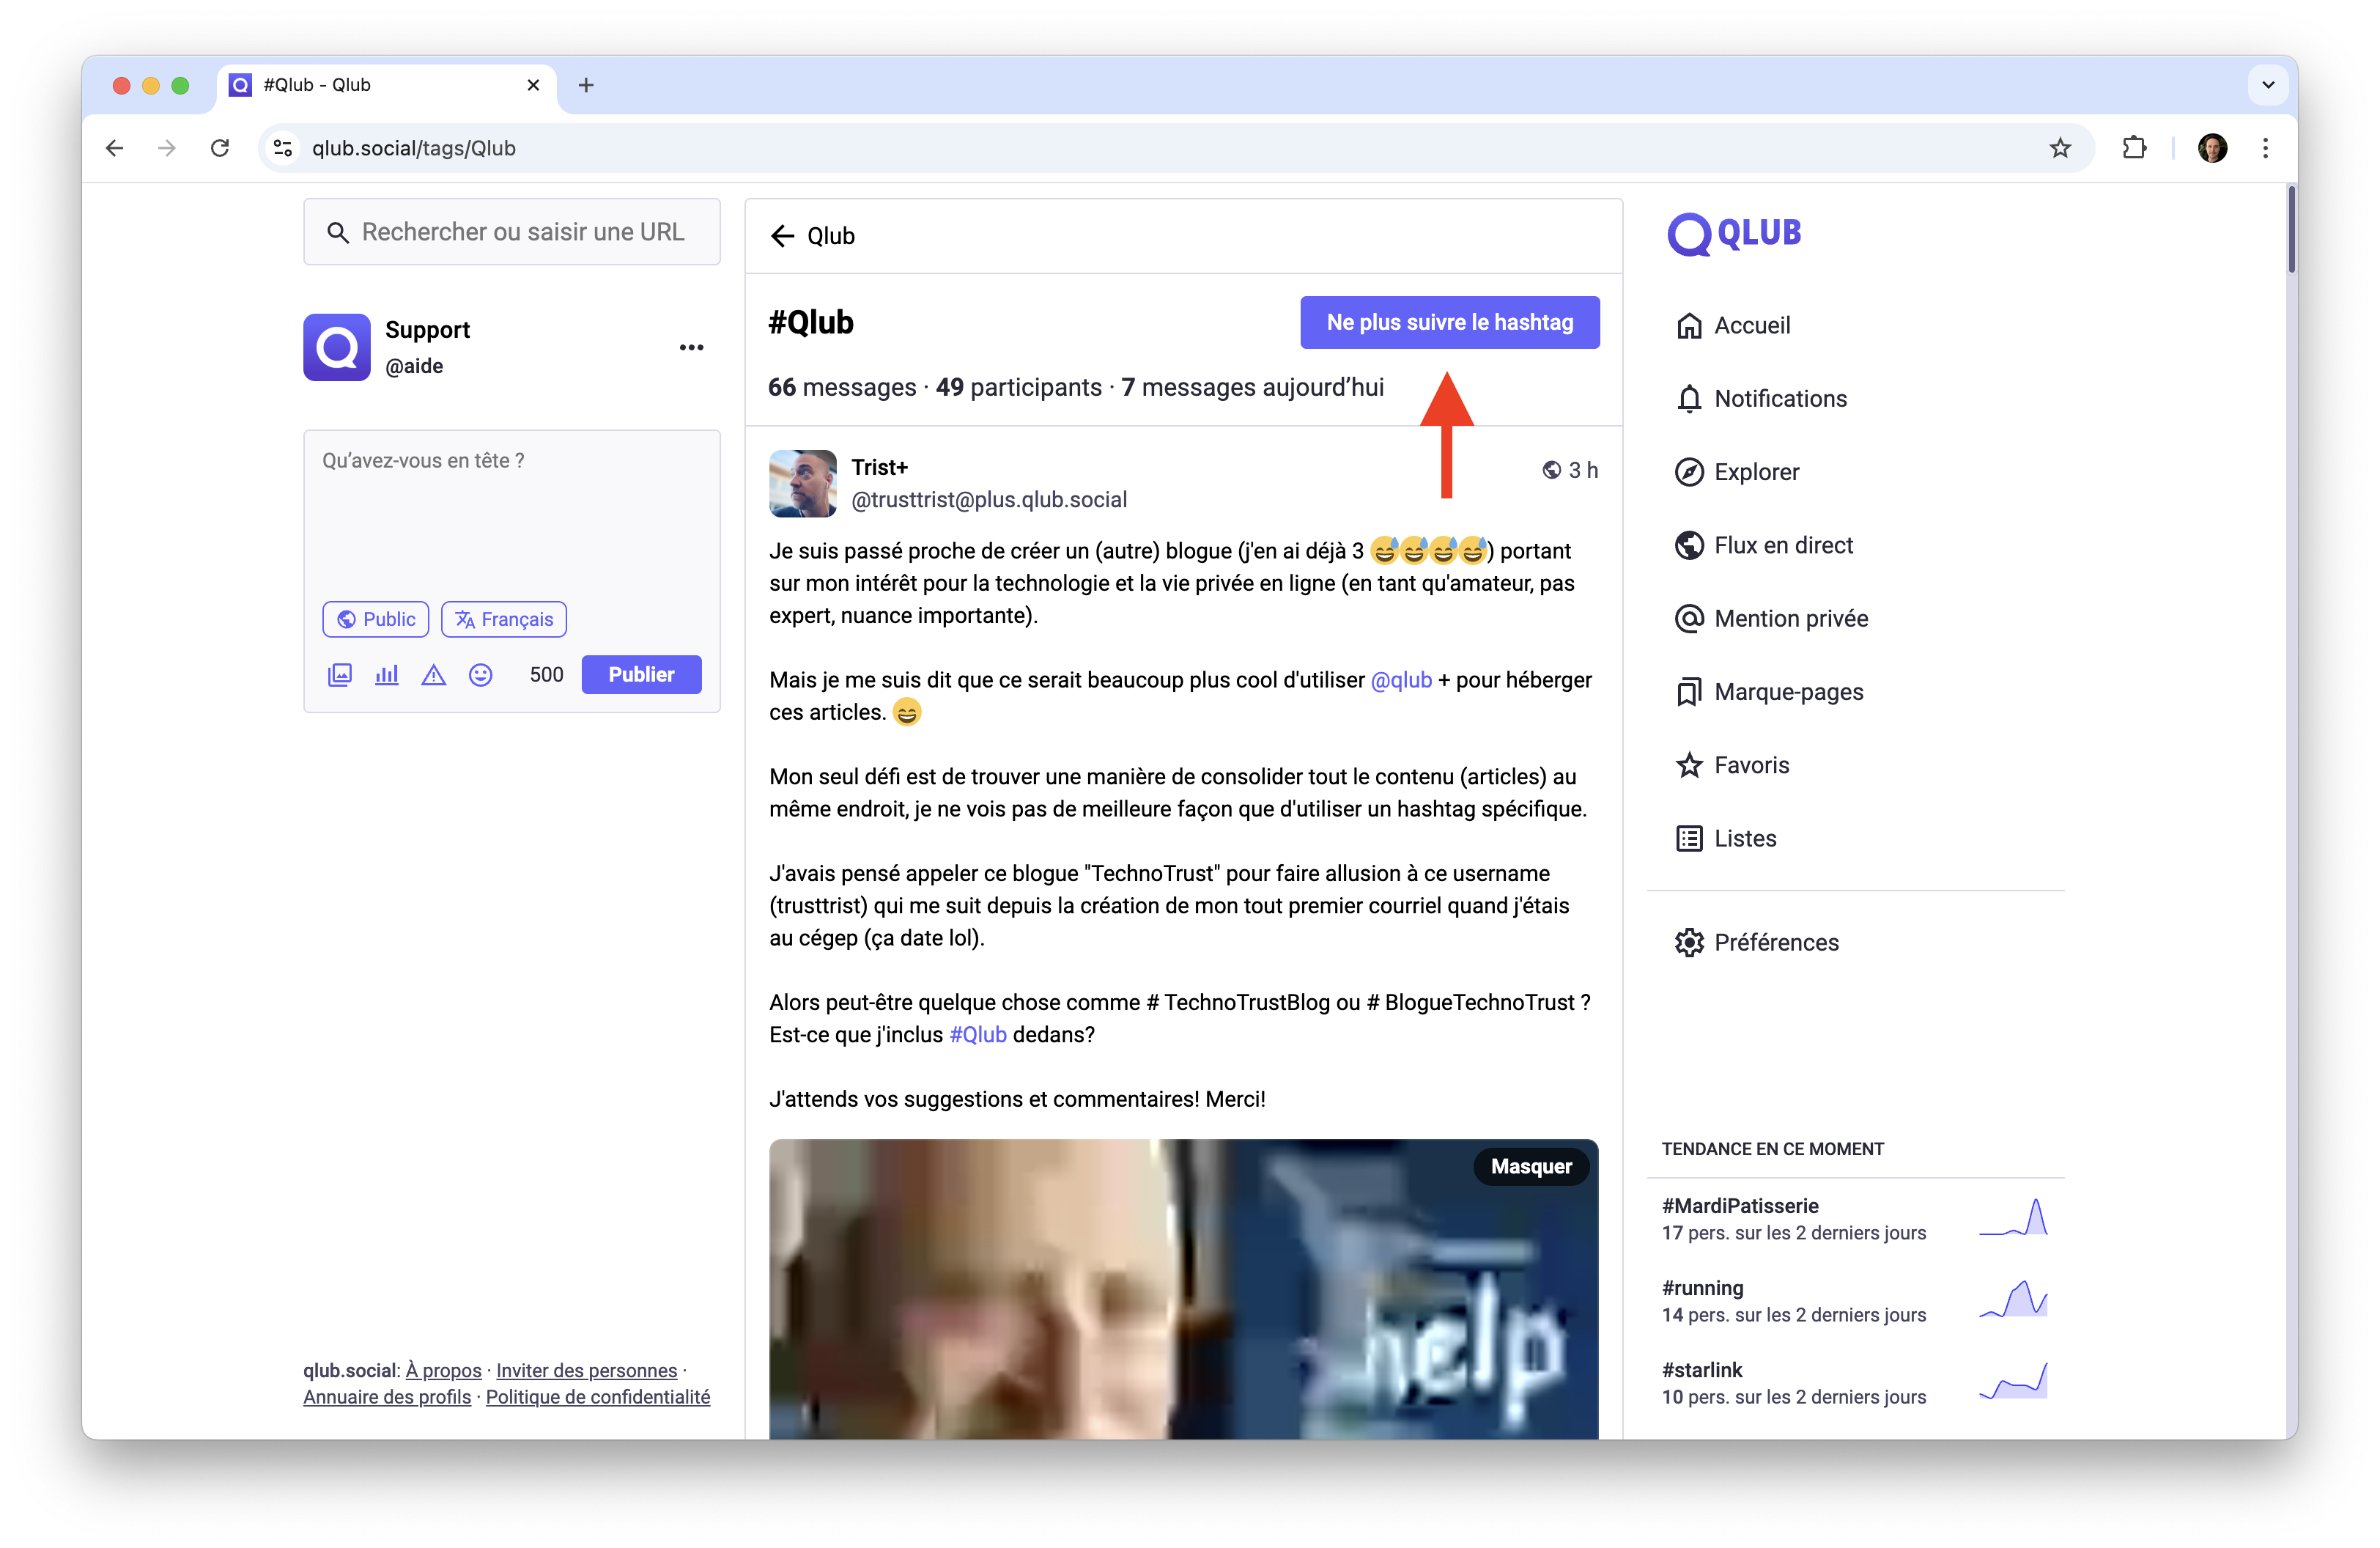 #Qlub - Qlub
qlub.social/tags/Qlub
Rechercher ou saisir une URL
Support
@aide
Qu’avez-vous en tête ?
Public
Français
500
Publier
qlub.social: À propos · Inviter des personnes ·
Annuaire des profils · Politique de confidentialité
Qlub
#Qlub
Ne plus suivre le hashtag
66 messages · 49 participants · 7 messages aujourd’hui
Trist+
3 h
@trusttrist@plus.qlub.social
Je suis passé proche de créer un (autre) blogue (j'en ai déjà 3 😅😅😅😅) portant
sur mon intérêt pour la technologie et la vie privée en ligne (en tant qu'amateur, pas
expert, nuance importante).
Mais je me suis dit que ce serait beaucoup plus cool d'utiliser @qlub + pour héberger
ces articles. 😄
Mon seul défi est de trouver une manière de consolider tout le contenu (articles) au
même endroit, je ne vois pas de meilleure façon que d'utiliser un hashtag spécifique.
J'avais pensé appeler ce blogue "TechnoTrust" pour faire allusion à ce username
(trusttrist) qui me suit depuis la création de mon tout premier courriel quand j'étais
au cégep (ça date lol).
Alors peut-être quelque chose comme # TechnoTrustBlog ou # BlogueTechnoTrust ?
Est-ce que j'inclus #Qlub dedans?
J'attends vos suggestions et commentaires! Merci!
Masquer
help
QLUB
Accueil
Notifications
Explorer
Flux en direct
Mention privée
Marque-pages
Favoris
Listes
Préférences
TENDANCE EN CE MOMENT
#MardiPatisserie
17 pers. sur les 2 derniers jours
#running
14 pers. sur les 2 derniers jours
#starlink
10 pers. sur les 2 derniers jours